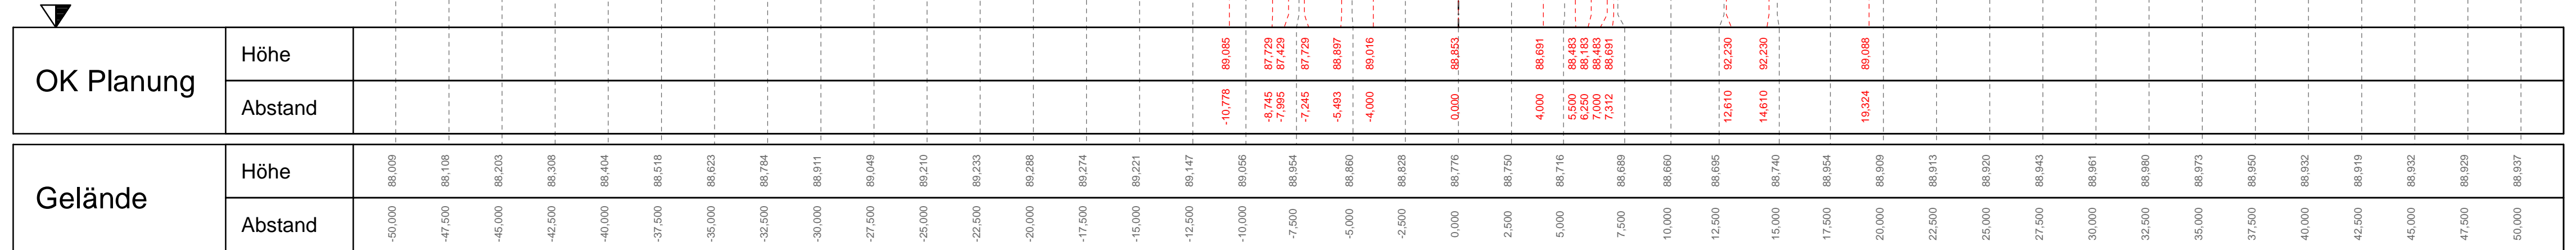 OK Planung
Höhe
89,085 87,729 87,429 87,729 88,897 89,016 88,853 88,691 88,483 88,183 88,483 88,691 92,230 92,230 89,088
Abstand
-10,778 -8,745 -7,995 -7,245 -5,493 -4,000 0,000 4,000 5,500 6,250 7,000 7,312 12,610 14,610 19,324
Gelände
Höhe
88,009 88,108 88,203 88,308 88,404 88,518 88,623 88,784 88,911 89,049 89,210 89,233 89,288 89,274 89,221 89,147 89,056 88,954 88,860 88,828 88,776 88,750 88,716 88,689 88,660 88,695 88,740 88,954 88,909 88,913 88,920 88,943 88,961 88,980 88,973 88,950 88,932 88,919 88,932 88,929 88,937
Abstand
-50,000 -47,500 -45,000 -42,500 -40,000 -37,500 -35,000 -32,500 -30,000 -27,500 -25,000 -22,500 -20,000 -17,500 -15,000 -12,500 -10,000 -7,500 -5,000 -2,500 0,000 2,500 5,000 7,500 10,000 12,500 15,000 17,500 20,000 22,500 25,000 27,500 30,000 32,500 35,000 37,500 40,000 42,500 45,000 47,500 50,000